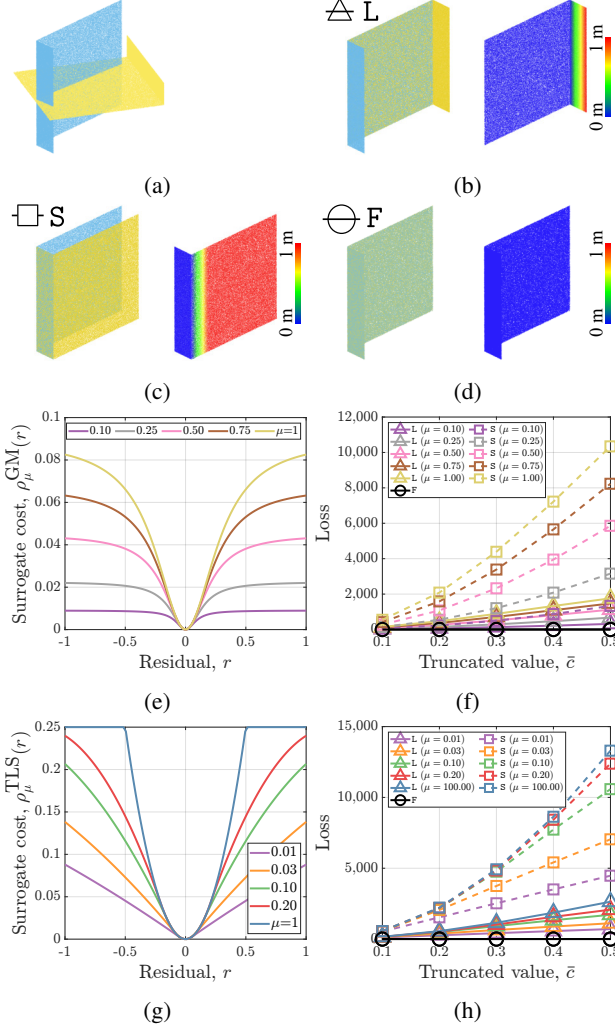 L
1 m
0 m
(a)
(b)
S
1 m
0 m
F
1 m
0 m
(c)
(d)
0.1
0.08
0.06
0.04
0.02
0
-1 -0.5 0 0.5 1
0.10 0.25 0.50 0.75 μ=1
Surrogate cost, ρ_μ^GM(r)
Residual, r
(e)
12,000
10,000
8,000
6,000
4,000
2,000
0
0.1 0.2 0.3 0.4 0.5
L (μ = 0.10) S (μ = 0.10)
L (μ = 0.25) S (μ = 0.25)
L (μ = 0.50) S (μ = 0.50)
L (μ = 0.75) S (μ = 0.75)
L (μ = 1.00) S (μ = 1.00)
F
Loss
Truncated value, c̄
(f)
0.25
0.2
0.15
0.1
0.05
0
-1 -0.5 0 0.5 1
0.01
0.03
0.10
0.20
μ=1
Surrogate cost, ρ_μ^TLS(r)
Residual, r
(g)
15,000
10,000
5,000
0
0.1 0.2 0.3 0.4 0.5
L (μ = 0.01) S (μ = 0.01)
L (μ = 0.03) S (μ = 0.03)
L (μ = 0.10) S (μ = 0.10)
L (μ = 0.20) S (μ = 0.20)
L (μ = 100.00) S (μ = 100.00)
F
Loss
Truncated value, c̄
(h)